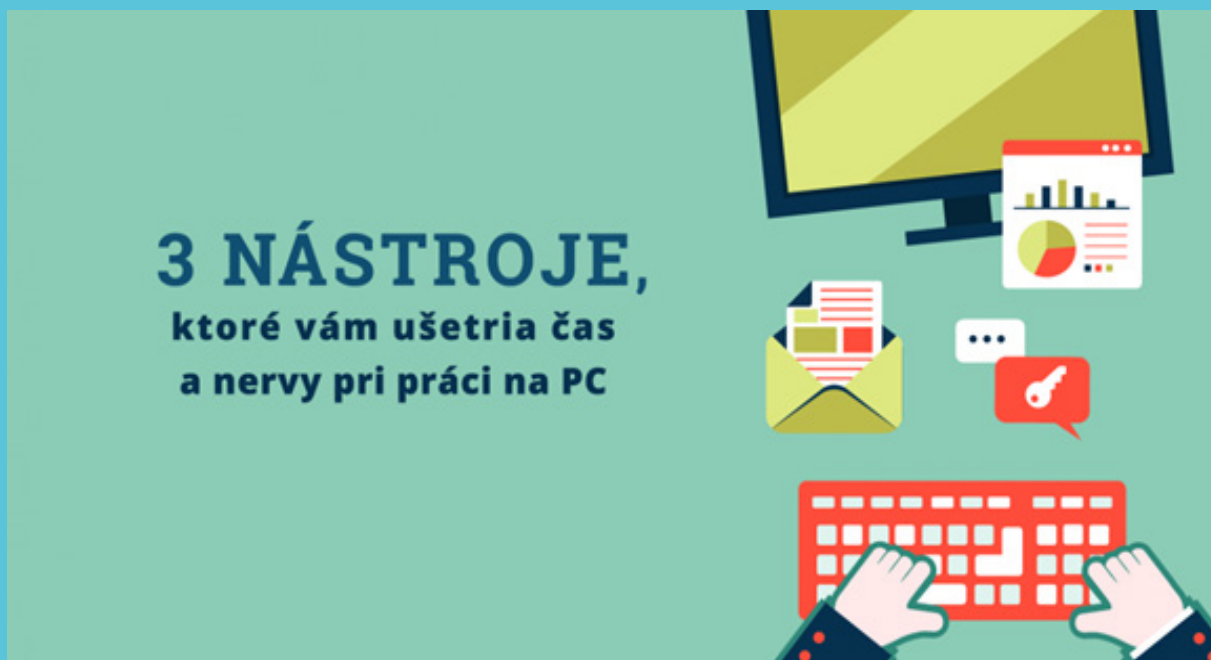 3 NÁSTROJE,
ktoré vám ušetria čas
a nervy pri práci na PC